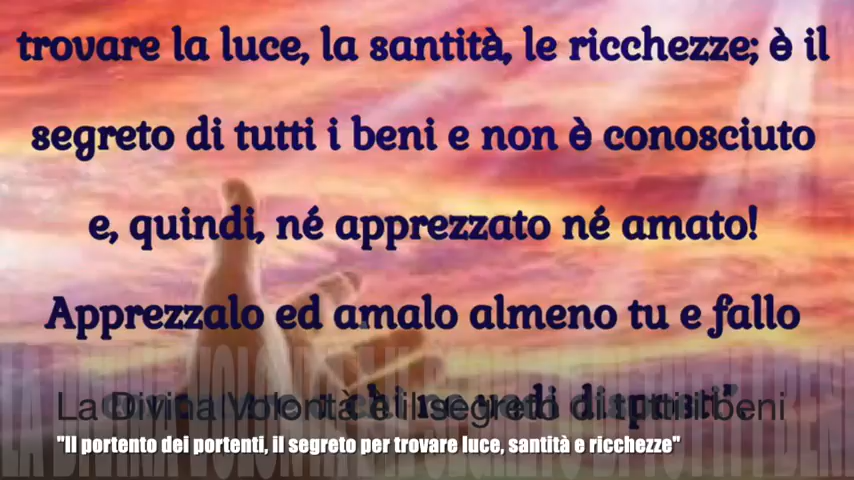 trovare la luce, la santità, le ricchezze; è il
segreto di tutti i beni e non è conosciuto
e, quindi, né apprezzato né amato!
Apprezzalo ed amalo almeno tu e fallo
La Divina Volontà è il segreto di tutti i beni
"Il portento dei portenti, il segreto per trovare luce, santità e ricchezze"